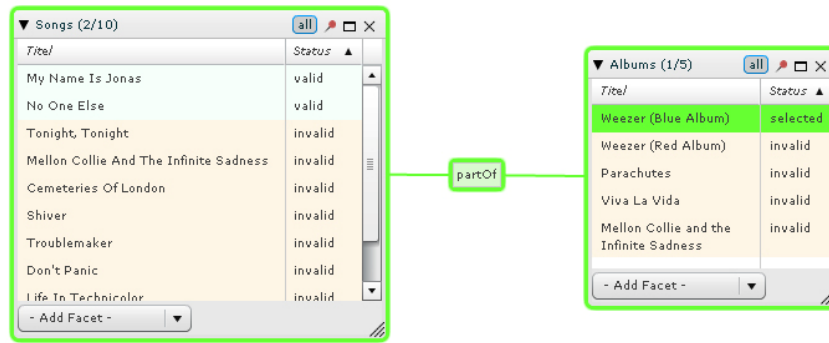 Songs (2/10) all
Titel Status
My Name Is Jonas valid
No One Else valid
Tonight, Tonight invalid
Mellon Collie And The Infinite Sadness invalid
Cemeteries Of London invalid
Shiver invalid
Troublemaker invalid
Don't Panic invalid
Life In Technicolor invalid
- Add Facet -
partOf
Albums (1/5) all
Titel Status
Weezer (Blue Album) selected
Weezer (Red Album) invalid
Parachutes invalid
Viva La Vida invalid
Mellon Collie and the invalid
Infinite Sadness
- Add Facet -